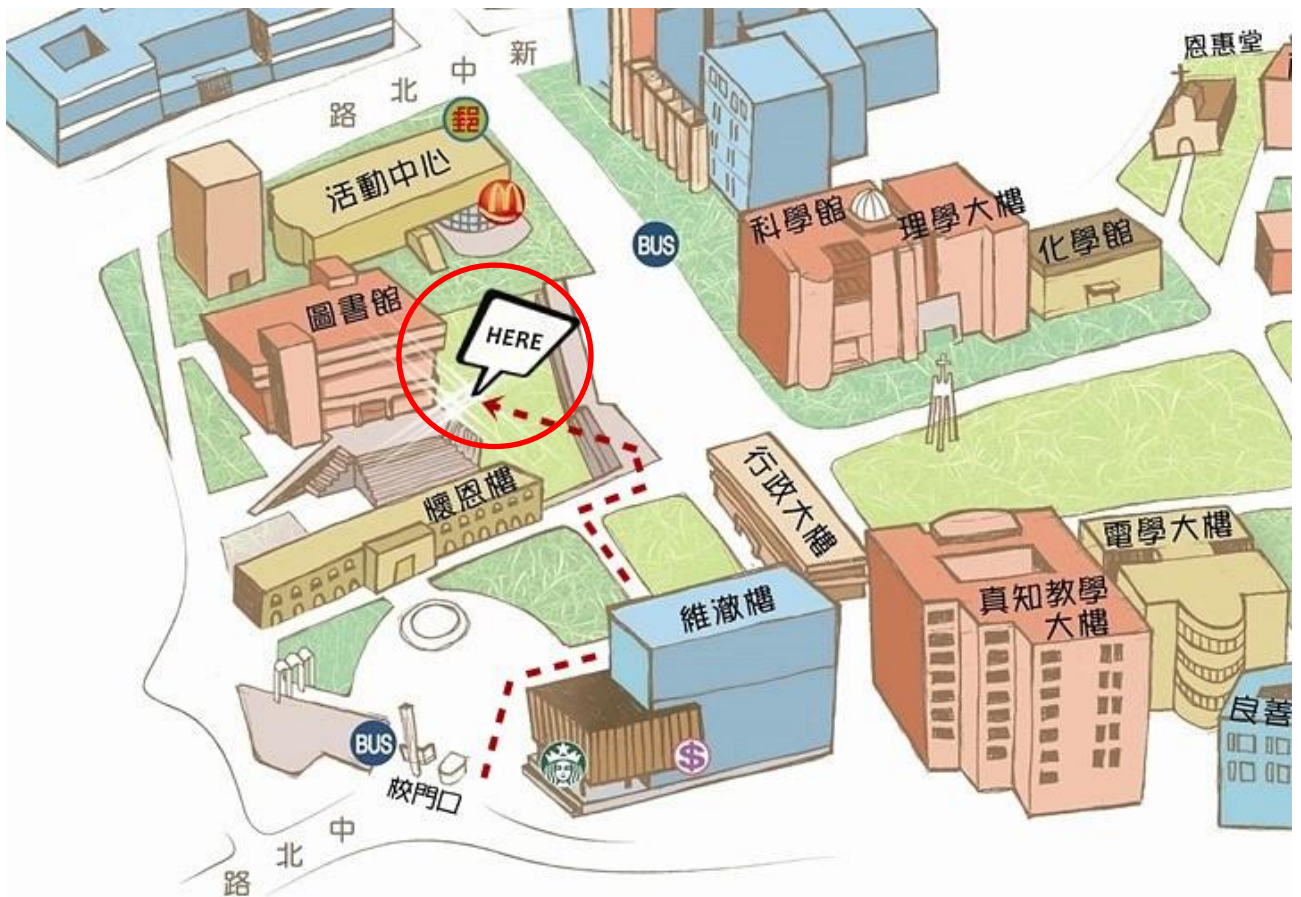 恩惠堂
新
中
北
路
郵
活動中心
M
BUS
科學館
理學大樓
化學館
圖書館
HERE
懷恩樓
行政大樓
電學大樓
維澈樓
真知教學
大樓
良善
BUS
$
校門口
中
北
路